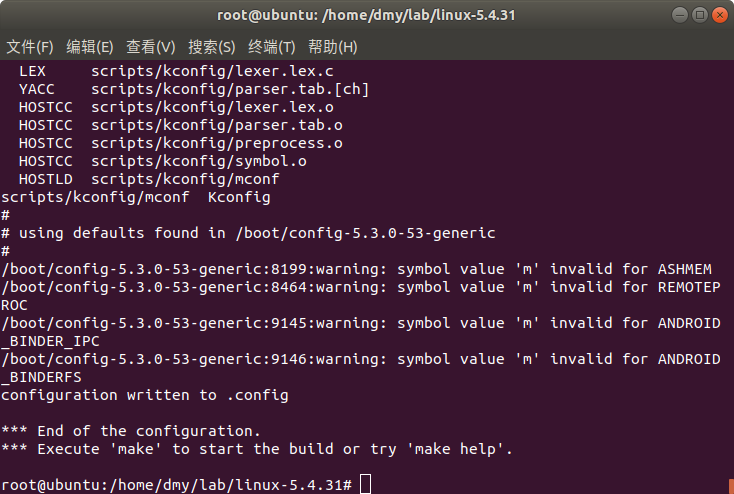 root@ubuntu: /home/dmy/lab/linux-5.4.31
文件(F) 编辑(E) 查看(V) 搜索(S) 终端(T) 帮助(H)
LEX     scripts/kconfig/lexer.lex.c
YACC    scripts/kconfig/parser.tab.[ch]
HOSTCC  scripts/kconfig/lexer.lex.o
HOSTCC  scripts/kconfig/parser.tab.o
HOSTCC  scripts/kconfig/preprocess.o
HOSTCC  scripts/kconfig/symbol.o
HOSTLD  scripts/kconfig/mconf
scripts/kconfig/mconf  Kconfig
#
# using defaults found in /boot/config-5.3.0-53-generic
#
/boot/config-5.3.0-53-generic:8199:warning: symbol value 'm' invalid for ASHMEM
/boot/config-5.3.0-53-generic:8464:warning: symbol value 'm' invalid for REMOTEP
ROC
/boot/config-5.3.0-53-generic:9145:warning: symbol value 'm' invalid for ANDROID
_BINDER_IPC
/boot/config-5.3.0-53-generic:9146:warning: symbol value 'm' invalid for ANDROID
_BINDERFS
configuration written to .config
*** End of the configuration.
*** Execute 'make' to start the build or try 'make help'.
root@ubuntu:/home/dmy/lab/linux-5.4.31#